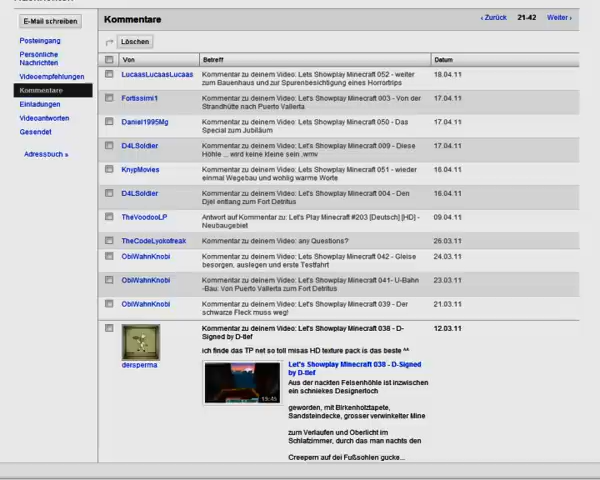 E-Mail schreiben
Posteingang
Persönliche
Nachrichten
Videoempfehlungen
Kommentare
Einladungen
Videoantworten
Gesendet
Adressbuch »
Kommentare
‹ Zurück 21-42 Weiter ›
Löschen
Von Betreff Datum
LucaasLucaasLucaas Kommentar zu deinem Video: Lets Showplay Minecraft 052 - weiter 18.04.11
zum Bauenhaus und zur Spurenbesichtigung eines Horrortrips
Fortissimi1 Kommentar zu deinem Video: Lets Showplay Minecraft 003 - Von der 17.04.11
Strandhütte nach Puerto Vallerta
Daniel1995Mg Kommentar zu deinem Video: Lets Showplay Minecraft 050 - Das 17.04.11
Special zum Jubiläum
D4LSoldier Kommentar zu deinem Video: Lets Showplay Minecraft 009 - Diese 17.04.11
Höhle ... wird keine kleine sein .wmv
KnypMovies Kommentar zu deinem Video: Lets Showplay Minecraft 051 - wieder 16.04.11
einmal Wegebau und wohlig warme Worte
D4LSoldier Kommentar zu deinem Video: Lets Showplay Minecraft 004 - Den 16.04.11
Djel entlang zum Fort Detritus
TheVoodooLP Antwort auf Kommentar zu: Let's Play Minecraft #203 [Deutsch] [HD] - 09.04.11
Neubaugebiet
TheCodeLyokofreak Kommentar zu deinem Video: any Questions? 26.03.11
ObiWahnKnobi Kommentar zu deinem Video: Lets Showplay Minecraft 042 - Gleise 24.03.11
besorgen, auslegen und erste Testfahrt
ObiWahnKnobi Kommentar zu deinem Video: Lets Showplay Minecraft 041- U-Bahn 23.03.11
-Bau: Von Puerto Vallerta zum Fort Detritus
ObiWahnKnobi Kommentar zu deinem Video: Lets Showplay Minecraft 039 - Der 21.03.11
schwarze Fleck muss weg!
Kommentar zu deinem Video: Lets Showplay Minecraft 038 - D- 12.03.11
Signed by D-tlef
dersperma
ich finde das TP net so toll misas HD texture pack is das beste ^^
13:45
Let's Showplay Minecraft 038 - D-Signed
by D-tlef
Aus der nackten Felsenhöhle ist inzwischen
ein schniekes Designerloch
geworden, mit Birkenholztapete,
Sandsteindecke, grosser verwinkelter Mine
zum Verlaufen und Oberlicht im
Schlafzimmer, durch das man nachts den
Creepern auf dei Fußsohlen gucke...